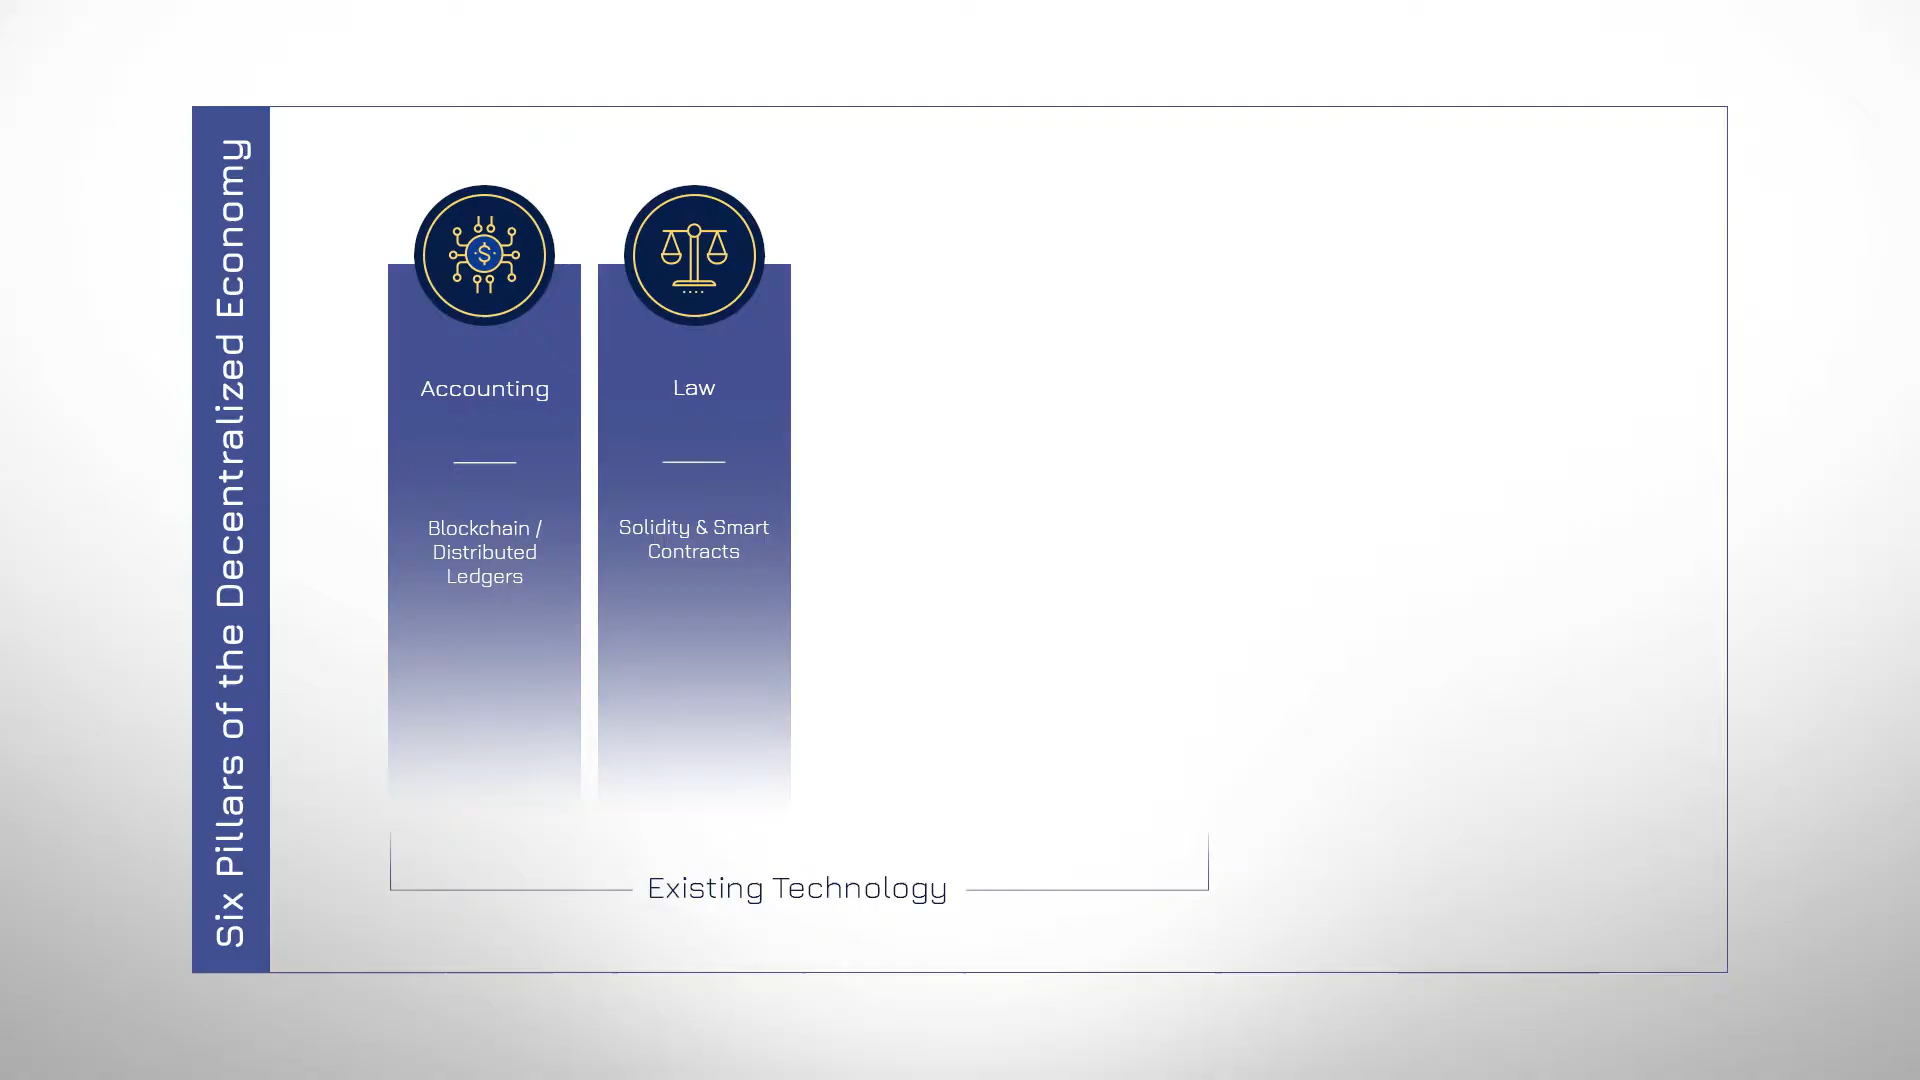 Six Pillars of the Decentralized Economy
Accounting
Blockchain /
Distributed
Ledgers
Law
Solidity & Smart
Contracts
Existing Technology